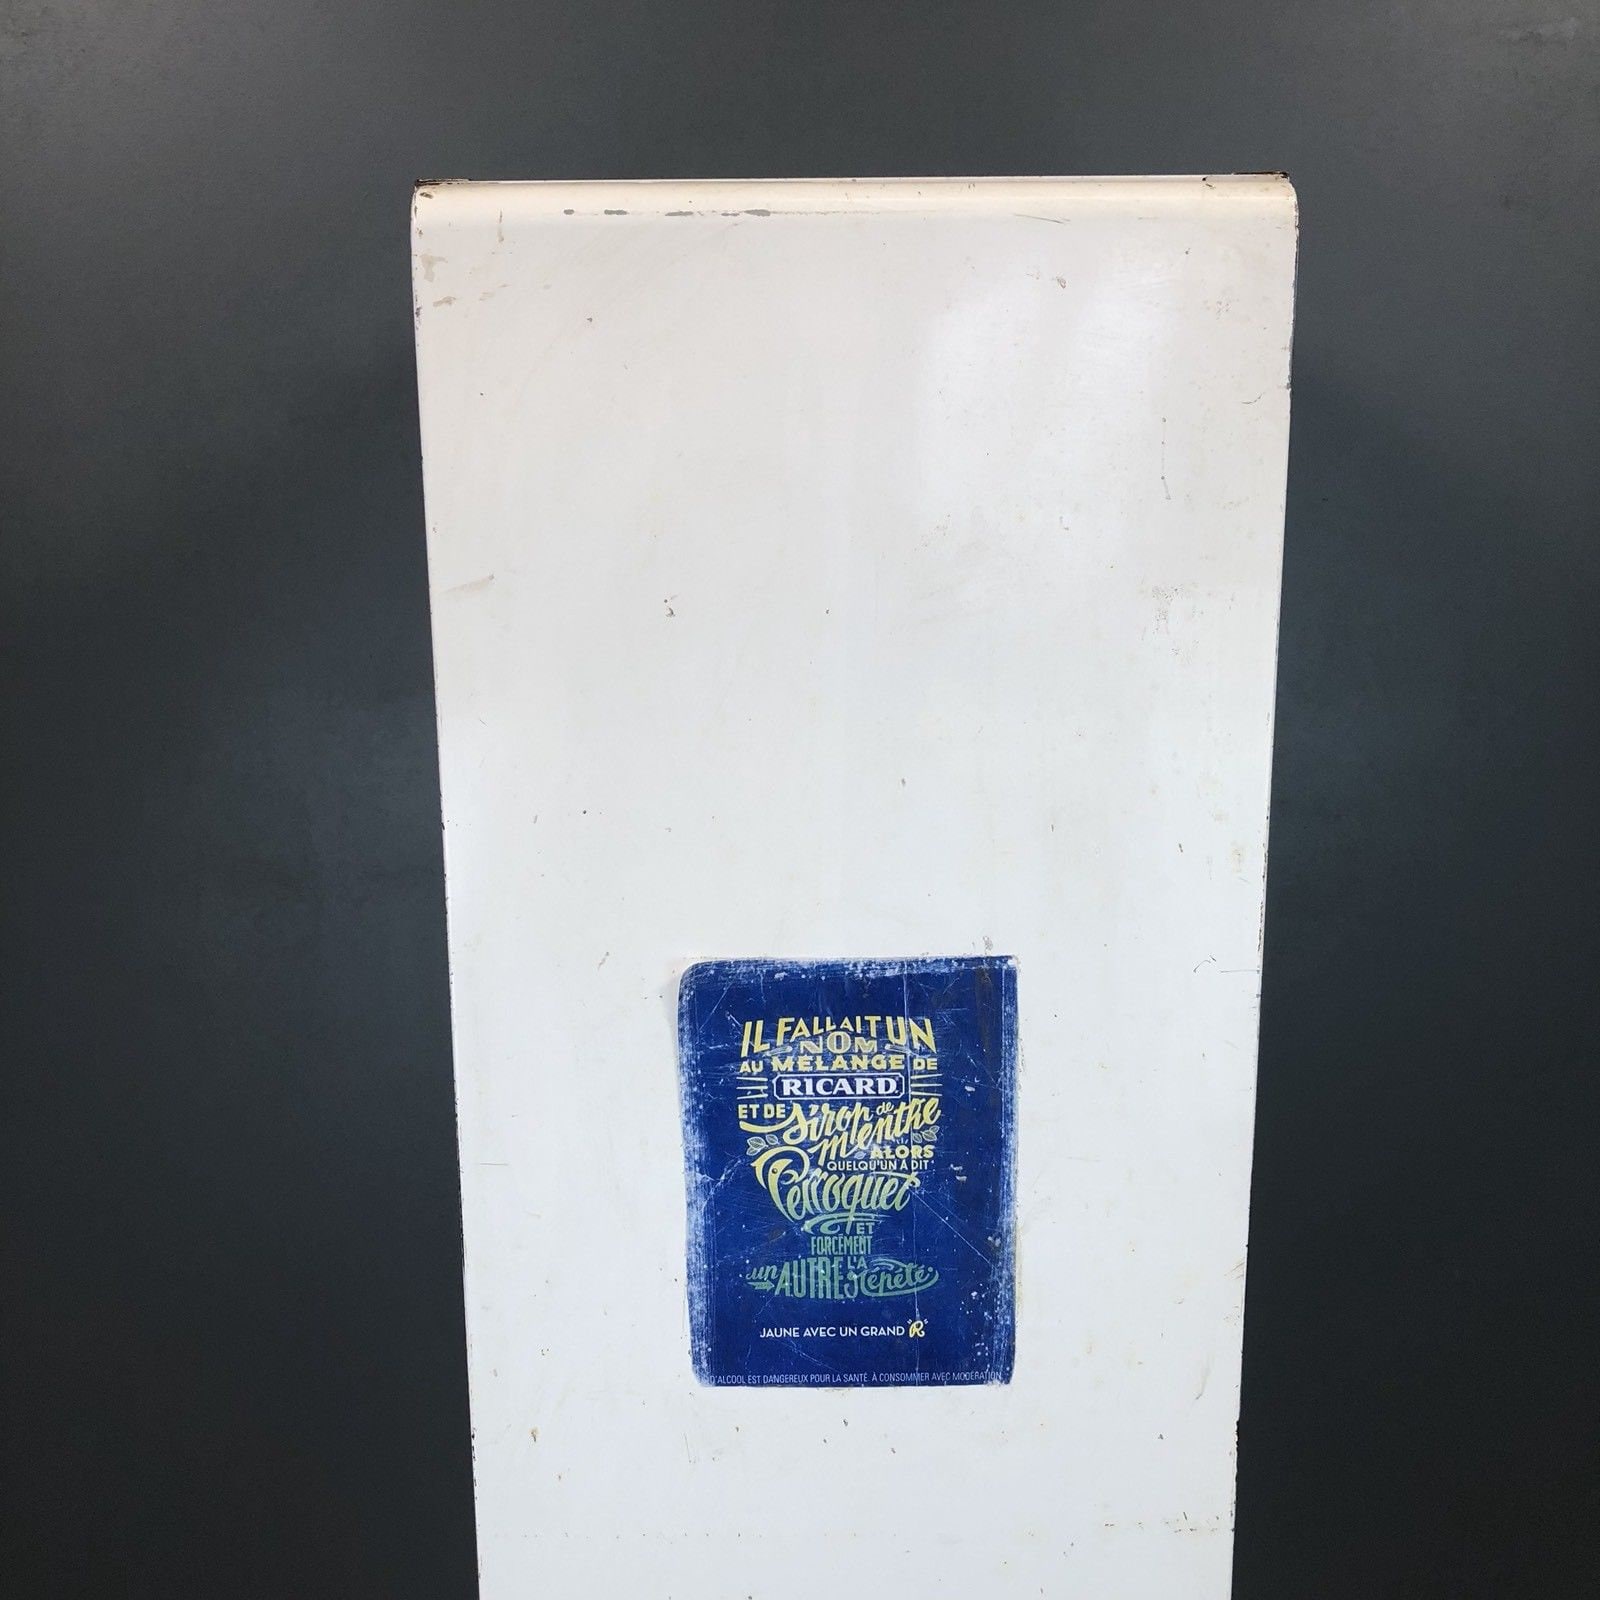 IL FALLAIT UN
NOM
AU MÉLANGE DE
RICARD
ET DE Sirop de
menthe
ALORS
QUELQU'UN A DIT
Perroquet
ET
FORCÉMENT
un AUTRE L'A répété.
JAUNE AVEC UN GRAND "R"
D'ALCOOL EST DANGEREUX POUR LA SANTÉ. À CONSOMMER AVEC MODÉRATION.